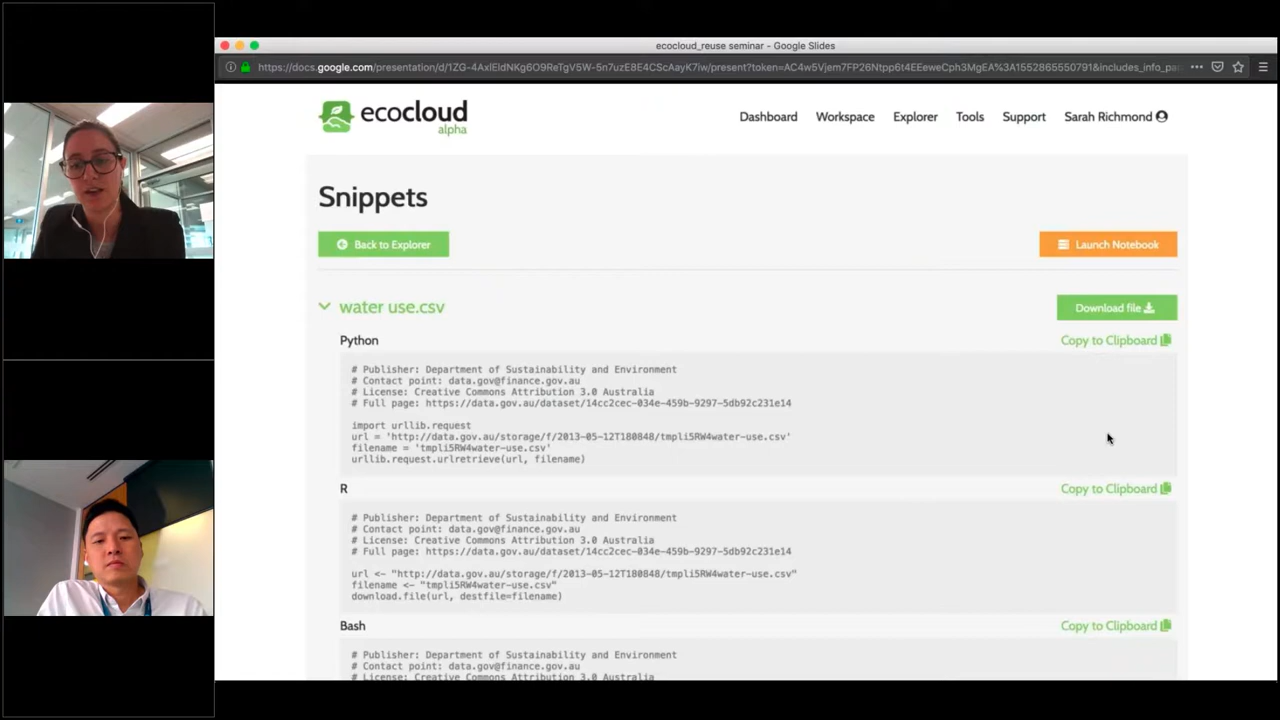 ecocloud_reuse seminar - Google Slides
https://docs.google.com/presentation/d/1ZG-4AxlEldNKg6O9ReTgV5W-5n7uzE8E4CScAayK7iw/present?token=AC4w5Vjem7FP26Ntpp6t4EEeweCph3MgEA%3A1552865550791&includes_info_pa
ecocloud
alpha
Dashboard Workspace Explorer Tools Support Sarah Richmond
Snippets
Back to Explorer Launch Notebook
water use.csv Download file
Python Copy to Clipboard
# Publisher: Department of Sustainability and Environment
# Contact point: data.gov@finance.gov.au
# License: Creative Commons Attribution 3.0 Australia
# Full page: https://data.gov.au/dataset/14cc2cec-034e-459b-9297-5db92c231e14
import urllib.request
url = 'http://data.gov.au/storage/f/2013-05-12T180848/tmpli5RW4water-use.csv'
filename = 'tmpli5RW4water-use.csv'
urllib.request.urlretrieve(url, filename)
R Copy to Clipboard
# Publisher: Department of Sustainability and Environment
# Contact point: data.gov@finance.gov.au
# License: Creative Commons Attribution 3.0 Australia
# Full page: https://data.gov.au/dataset/14cc2cec-034e-459b-9297-5db92c231e14
url <- "http://data.gov.au/storage/f/2013-05-12T180848/tmpli5RW4water-use.csv"
filename <- "tmpli5RW4water-use.csv"
download.file(url, destfile=filename)
Bash Copy to Clipboard
# Publisher: Department of Sustainability and Environment
# Contact point: data.gov@finance.gov.au
# License: Creative Commons Attribution 3.0 Australia